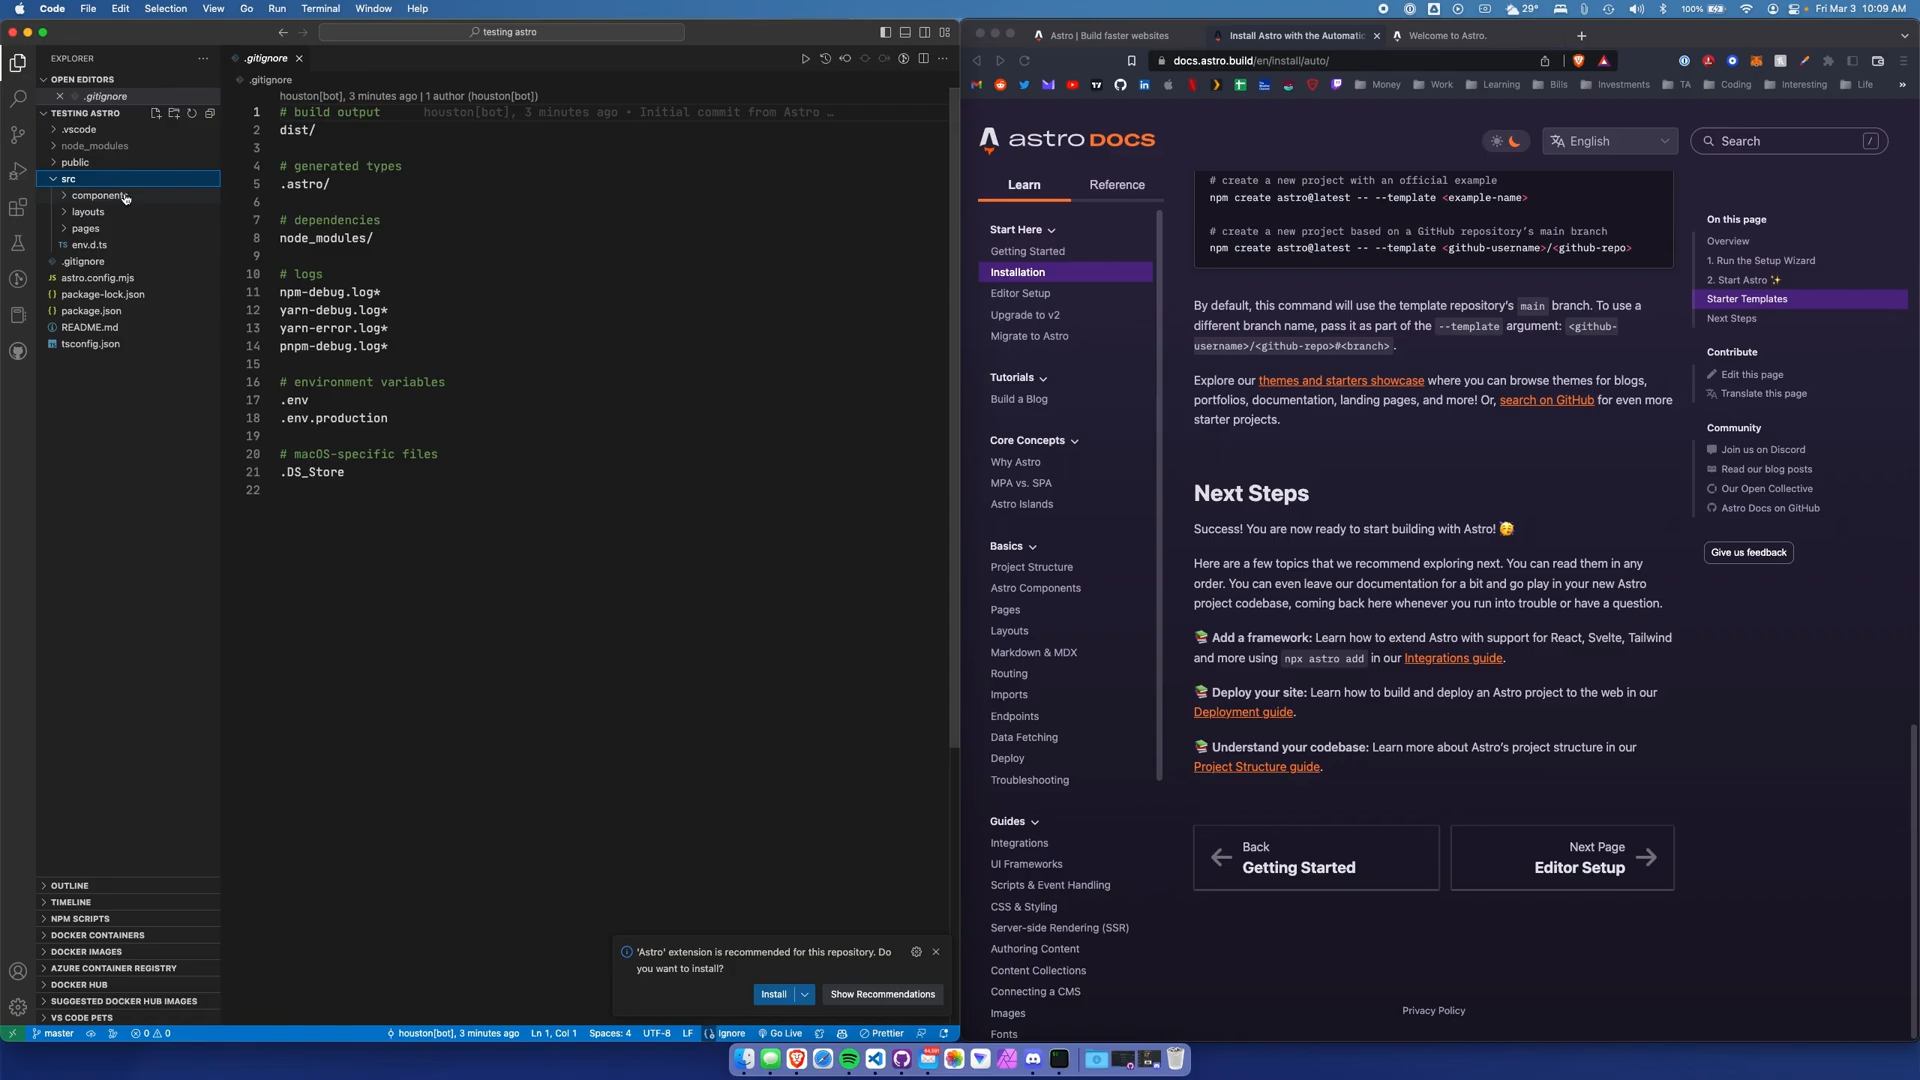 Code File Edit Selection View Go Run Terminal Window Help
29° 100% Fri Mar 3 10:09 AM
testing astro
EXPLORER
OPEN EDITORS
.gitignore
TESTING ASTRO
.vscode
node_modules
public
src
components
layouts
pages
TS env.d.ts
.gitignore
JS astro.config.mjs
{} package-lock.json
{} package.json
README.md
tsconfig.json
OUTLINE
TIMELINE
NPM SCRIPTS
DOCKER CONTAINERS
DOCKER IMAGES
AZURE CONTAINER REGISTRY
DOCKER HUB
SUGGESTED DOCKER HUB IMAGES
VS CODE PETS
.gitignore
.gitignore
houston[bot], 3 minutes ago | 1 author (houston[bot])
1 # build output houston[bot], 3 minutes ago • Initial commit from Astro …
2 dist/
3
4 # generated types
5 .astro/
6
7 # dependencies
8 node_modules/
9
10 # logs
11 npm-debug.log*
12 yarn-debug.log*
13 yarn-error.log*
14 pnpm-debug.log*
15
16 # environment variables
17 .env
18 .env.production
19
20 # macOS-specific files
21 .DS_Store
22
'Astro' extension is recommended for this repository. Do
you want to install?
Install
Show Recommendations
master 0 0 houston[bot], 3 minutes ago Ln 1, Col 1 Spaces: 4 UTF-8 LF Ignore Go Live Prettier
Astro | Build faster websites
Install Astro with the Automatic
Welcome to Astro.
docs.astro.build/en/install/auto/
Money Work Learning Bills Investments TA Coding Interesting Life
astro DOCS
English
Search /
Learn Reference
Start Here
Getting Started
Installation
Editor Setup
Upgrade to v2
Migrate to Astro
Tutorials
Build a Blog
Core Concepts
Why Astro
MPA vs. SPA
Astro Islands
Basics
Project Structure
Astro Components
Pages
Layouts
Markdown & MDX
Routing
Imports
Endpoints
Data Fetching
Deploy
Troubleshooting
Guides
Integrations
UI Frameworks
Scripts & Event Handling
CSS & Styling
Server-side Rendering (SSR)
Authoring Content
Content Collections
Connecting a CMS
Images
Fonts
# create a new project with an official example
npm create astro@latest -- --template <example-name>
# create a new project based on a GitHub repository's main branch
npm create astro@latest -- --template <github-username>/<github-repo>
By default, this command will use the template repository's main branch. To use a
different branch name, pass it as part of the --template argument: <github-
username>/<github-repo>#<branch>.
Explore our themes and starters showcase where you can browse themes for blogs,
portfolios, documentation, landing pages, and more! Or, search on GitHub for even more
starter projects.
Next Steps
Success! You are now ready to start building with Astro! 🥳
Here are a few topics that we recommend exploring next. You can read them in any
order. You can even leave our documentation for a bit and go play in your new Astro
project codebase, coming back here whenever you run into trouble or have a question.
📚 Add a framework: Learn how to extend Astro with support for React, Svelte, Tailwind
and more using npx astro add in our Integrations guide.
📚 Deploy your site: Learn how to build and deploy an Astro project to the web in our
Deployment guide.
📚 Understand your codebase: Learn more about Astro's project structure in our
Project Structure guide.
Back
Getting Started
Next Page
Editor Setup
Privacy Policy
On this page
Overview
1. Run the Setup Wizard
2. Start Astro ✨
Starter Templates
Next Steps
Contribute
Edit this page
Translate this page
Community
Join us on Discord
Read our blog posts
Our Open Collective
Astro Docs on GitHub
Give us feedback